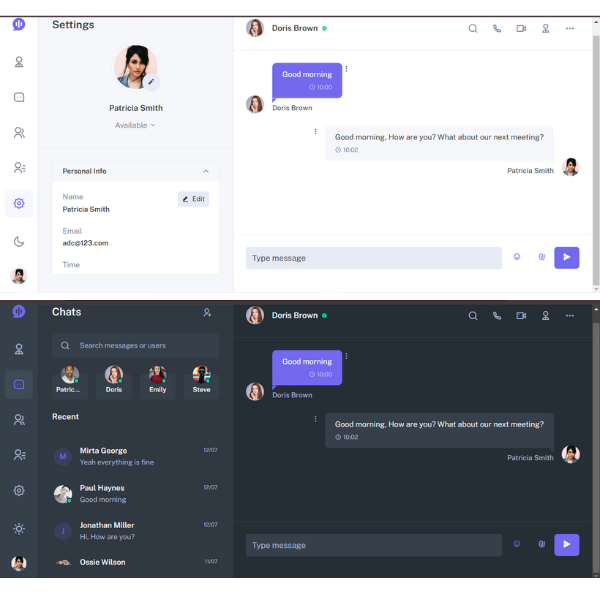 Settings
Patricia Smith
Available
Personal Info
Name
Patricia Smith
Edit
Email
adc@123.com
Time
Doris Brown
Good morning
10:00
Doris Brown
Good morning, How are you? What about our next meeting?
10:02
Patricia Smith
Type message
Chats
Search messages or users
Patric...
Doris
Emily
Steve
Recent
M
Mirta George
12/07
Yeah everything is fine
Paul Haynes
12/07
Good morning
J
Jonathan Miller
12/07
Hi, How are you?
Ossie Wilson
11/07
Doris Brown
Good morning
10:00
Doris Brown
Good morning, How are you? What about our next meeting?
10:02
Patricia Smith
Type message